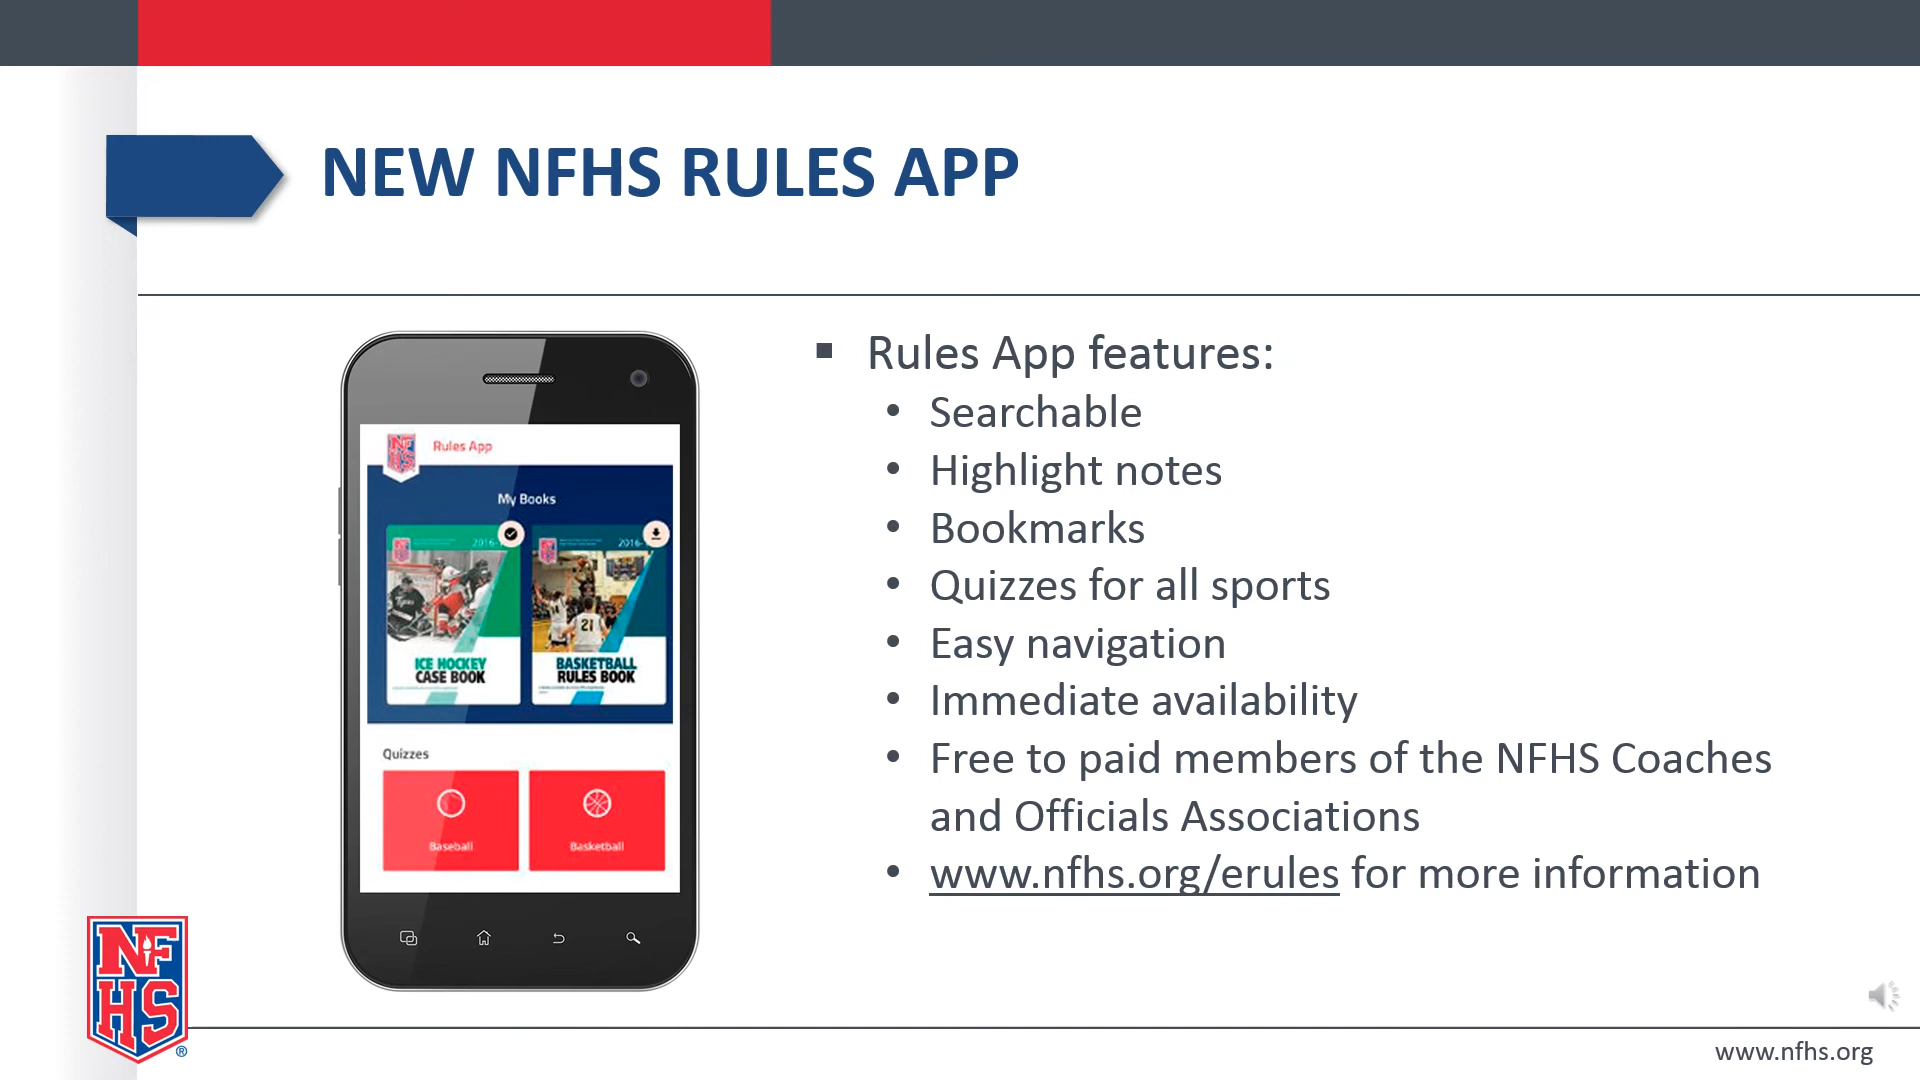 NEW NFHS RULES APP
Rules App
My Books
2016-
2016-
ICE HOCKEY
CASE BOOK
BASKETBALL
RULES BOOK
21
Quizzes
Baseball
Basketball
▪ Rules App features:
• Searchable
• Highlight notes
• Bookmarks
• Quizzes for all sports
• Easy navigation
• Immediate availability
• Free to paid members of the NFHS Coaches
and Officials Associations
• www.nfhs.org/erules for more information
NF
HS
®
www.nfhs.org